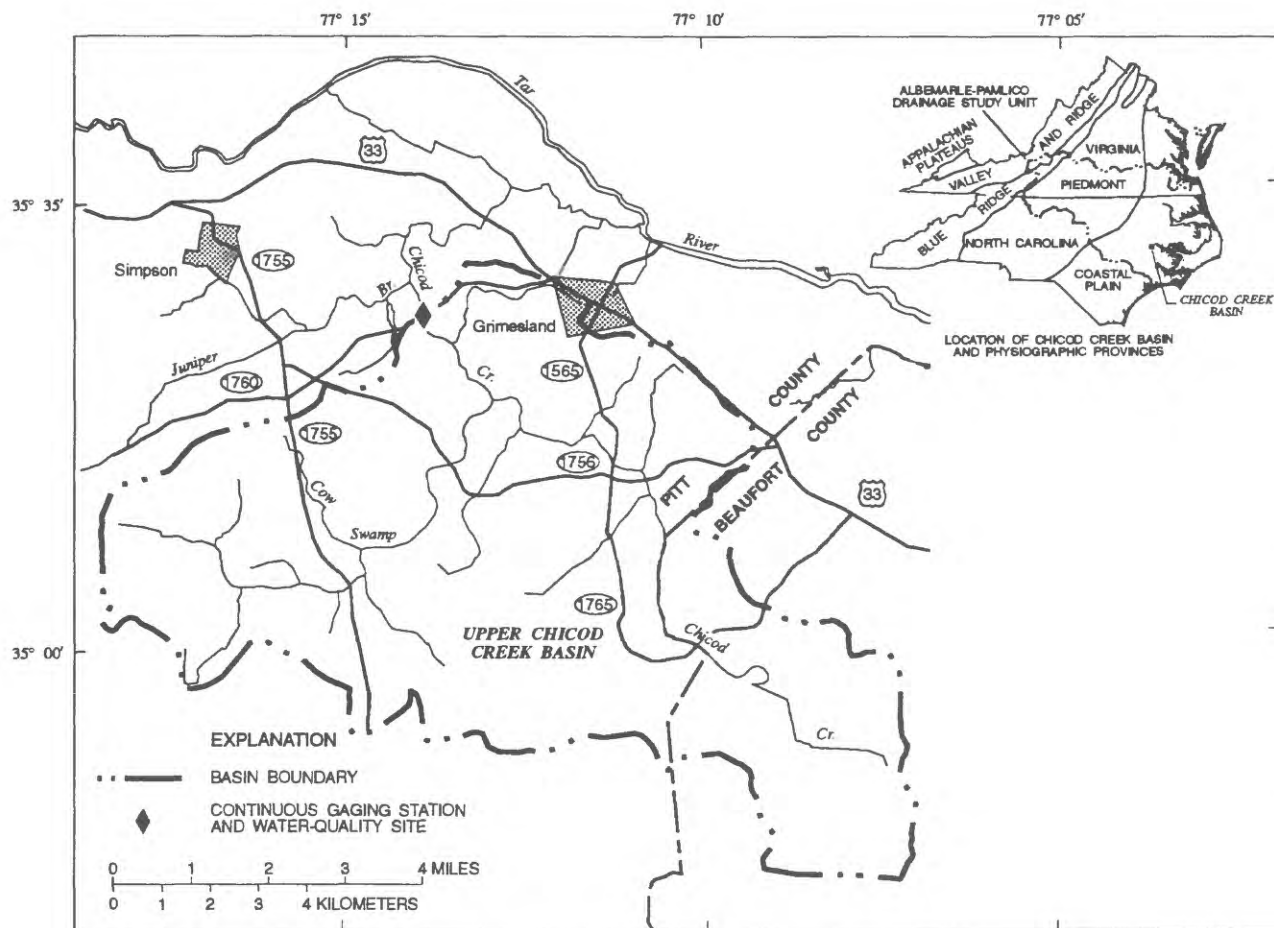 77° 15'
77° 10'
77° 05'
35° 35'
35° 00'
Tar
River
33
Simpson
1755
Chicod
Br.
Grimesland
Juniper
1760
Cr.
1565
1755
1756
Cow
Swamp
COUNTY
COUNTY
PITT
BEAUFORT
33
1765
UPPER CHICOD
CREEK BASIN
Chicod
Cr.
ALBEMARLE-PAMLICO
DRAINAGE STUDY UNIT
APPALACHIAN
PLATEAUS
VALLEY AND RIDGE
BLUE RIDGE
VIRGINIA
PIEDMONT
NORTH CAROLINA
COASTAL
PLAIN
CHICOD CREEK
BASIN
LOCATION OF CHICOD CREEK BASIN
AND PHYSIOGRAPHIC PROVINCES
EXPLANATION
BASIN BOUNDARY
CONTINUOUS GAGING STATION
AND WATER-QUALITY SITE
0 1 2 3 4 MILES
0 1 2 3 4 KILOMETERS